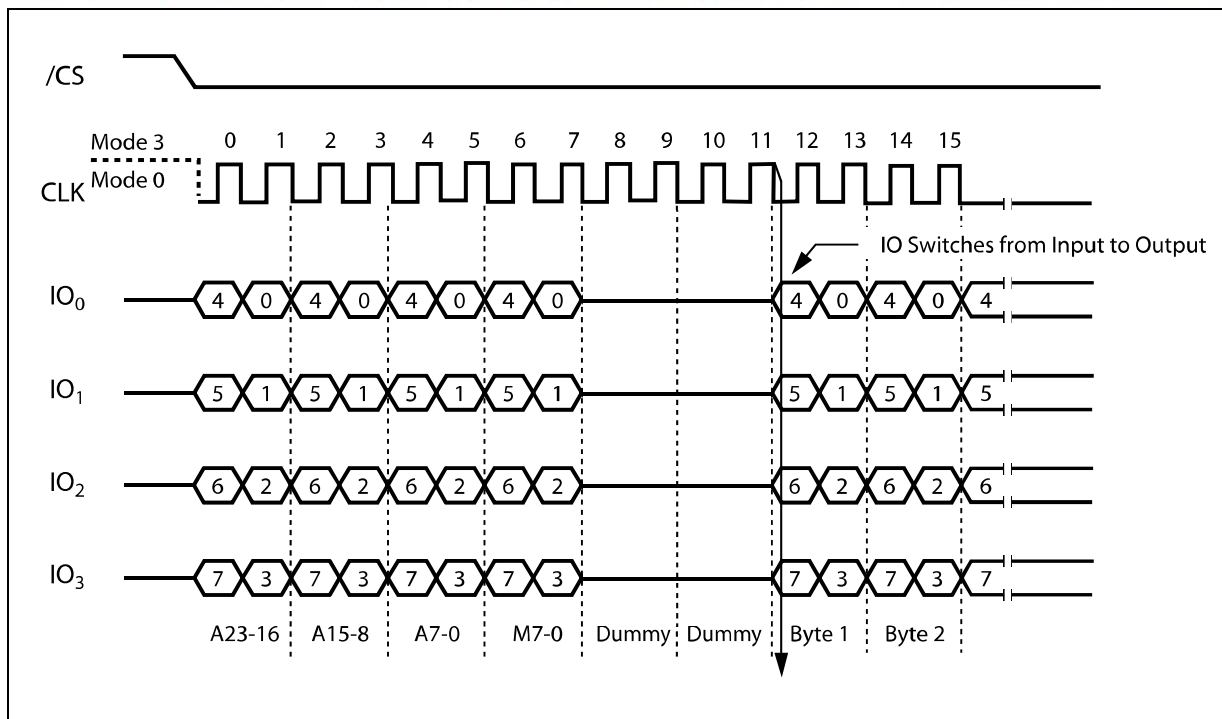 /CS
Mode 3
0 1 2 3 4 5 6 7 8 9 10 11 12 13 14 15
Mode 0
CLK
IO Switches from Input to Output
IO0 4 0 4 0 4 0 4 0 4 0 4 0 4
IO1 5 1 5 1 5 1 5 1 5 1 5 1 5
IO2 6 2 6 2 6 2 6 2 6 2 6 2 6
IO3 7 3 7 3 7 3 7 3 7 3 7 3 7
A23-16 A15-8 A7-0 M7-0 Dummy Dummy Byte 1 Byte 2